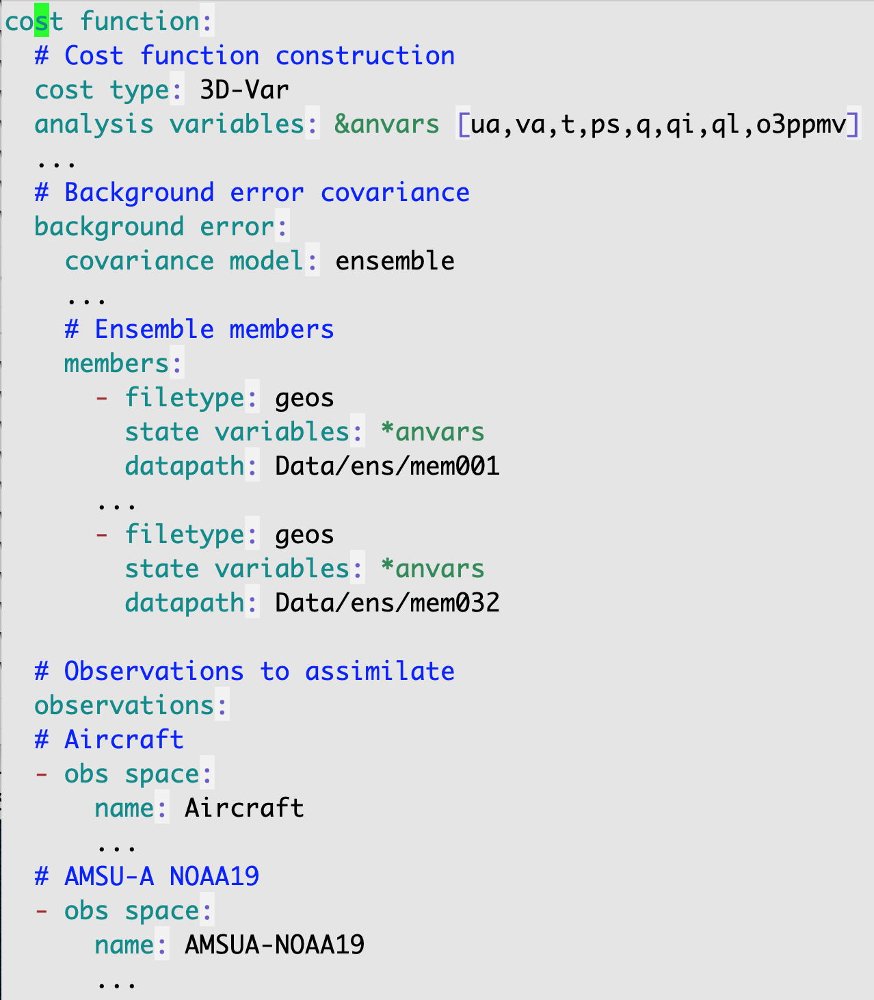 cost function:
  # Cost function construction
  cost type: 3D-Var
  analysis variables: &anvars [ua,va,t,ps,q,qi,ql,o3ppmv]
  ...
  # Background error covariance
  background error:
    covariance model: ensemble
    ...
    # Ensemble members
    members:
      - filetype: geos
        state variables: *anvars
        datapath: Data/ens/mem001
      ...
      - filetype: geos
        state variables: *anvars
        datapath: Data/ens/mem032

  # Observations to assimilate
  observations:
  # Aircraft
  - obs space:
      name: Aircraft
      ...
  # AMSU-A NOAA19
  - obs space:
      name: AMSUA-NOAA19
      ...